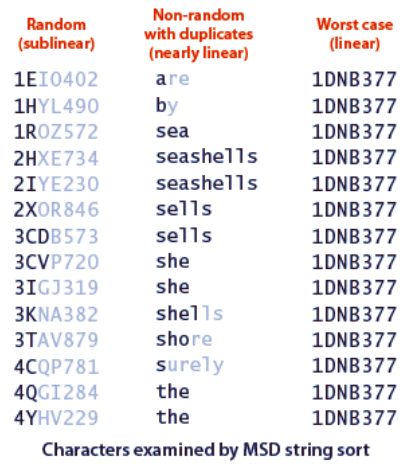 Random Non-random Worst case
(sublinear) with duplicates (linear)
(nearly linear)
1EIO402 are 1DNB377
1HYL490 by 1DNB377
1ROZ572 sea 1DNB377
2HXE734 seashells 1DNB377
2IYE230 seashells 1DNB377
2XOR846 sells 1DNB377
3CDB573 sells 1DNB377
3CVP720 she 1DNB377
3IGJ319 she 1DNB377
3KNA382 shells 1DNB377
3TAV879 shore 1DNB377
4CQP781 surely 1DNB377
4QGI284 the 1DNB377
4YHV229 the 1DNB377
Characters examined by MSD string sort